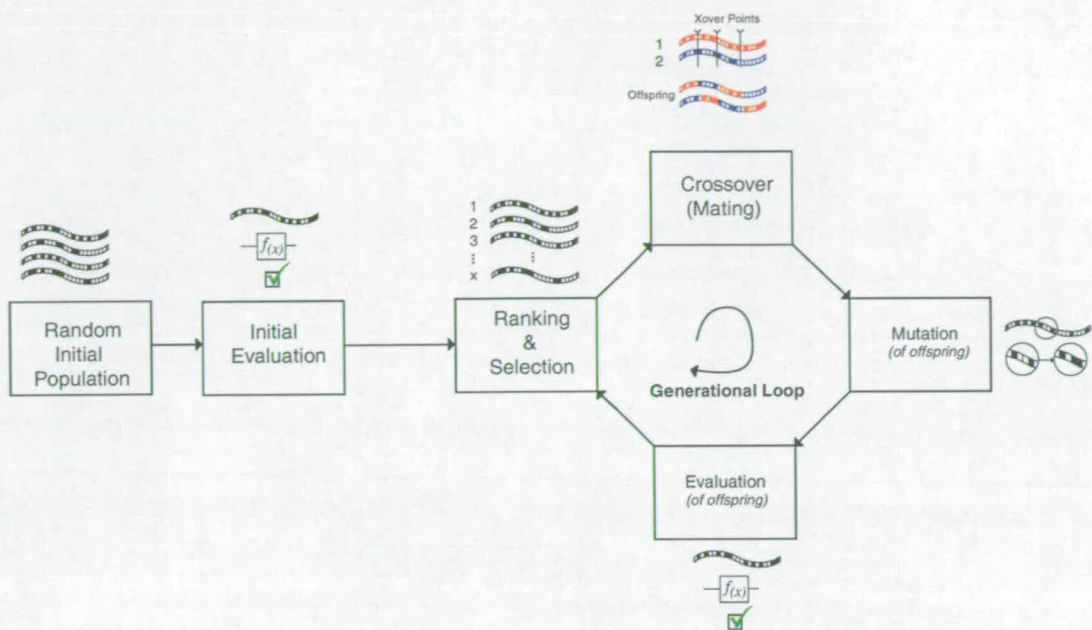 Xover Points
1
2
Offspring
Crossover
(Mating)
f(x)
Random
Initial
Population
Initial
Evaluation
1
2
3
⋮ ⋮
x
Ranking
&
Selection
Generational Loop
Mutation
(of offspring)
Evaluation
(of offspring)
f(x)